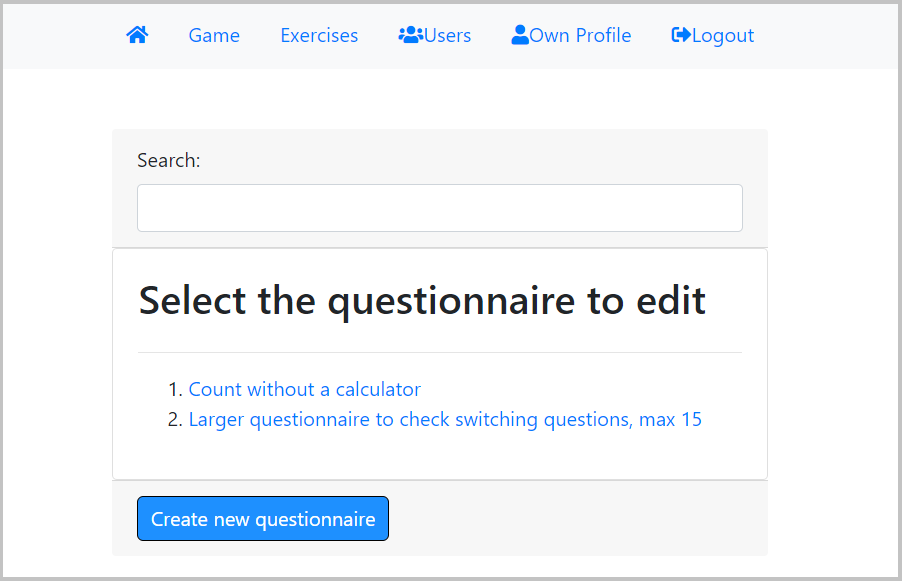 Game Exercises Users Own Profile Logout
Search:
Select the questionnaire to edit
1. Count without a calculator
2. Larger questionnaire to check switching questions, max 15
Create new questionnaire